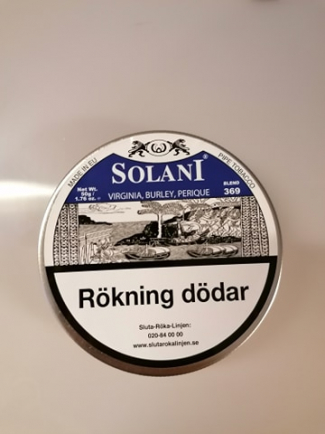 MADE IN EU
PIPE TOBACCO
SOLANI®
Net Wt.
50g /
1.76 oz. ℮
VIRGINIA, BURLEY, PERIQUE
BLEND
369
Rökning dödar
Sluta-Röka-Linjen:
020-84 00 00
www.slutarokalinjen.se